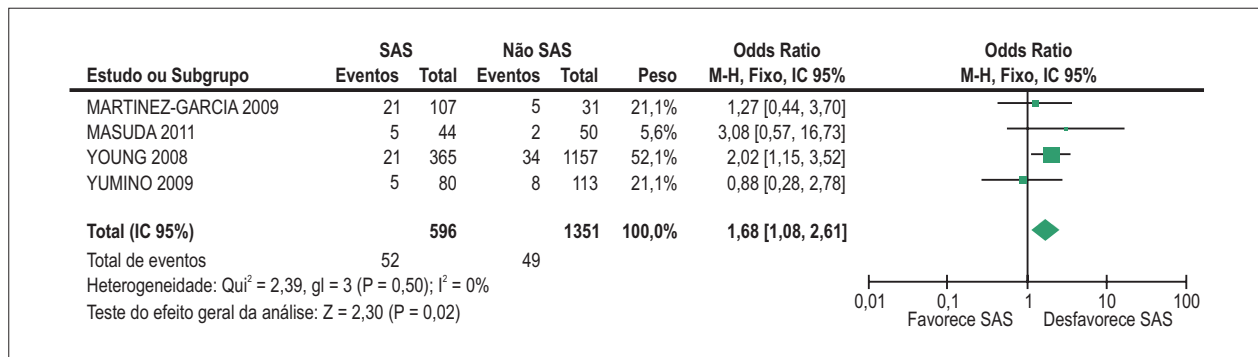 SAS Não SAS Odds Ratio Odds Ratio
Estudo ou Subgrupo Eventos Total Eventos Total Peso M-H, Fixo, IC 95% M-H, Fixo, IC 95%
MARTINEZ-GARCIA 2009 21 107 5 31 21,1% 1,27 [0,44, 3,70]
MASUDA 2011 5 44 2 50 5,6% 3,08 [0,57, 16,73]
YOUNG 2008 21 365 34 1157 52,1% 2,02 [1,15, 3,52]
YUMINO 2009 5 80 8 113 21,1% 0,88 [0,28, 2,78]
Total (IC 95%) 596 1351 100,0% 1,68 [1,08, 2,61]
Total de eventos 52 49
Heterogeneidade: Qui² = 2,39, gl = 3 (P = 0,50); I² = 0%
Teste do efeito geral da análise: Z = 2,30 (P = 0,02)
0,01 0,1 1 10 100
Favorece SAS Desfavorece SAS